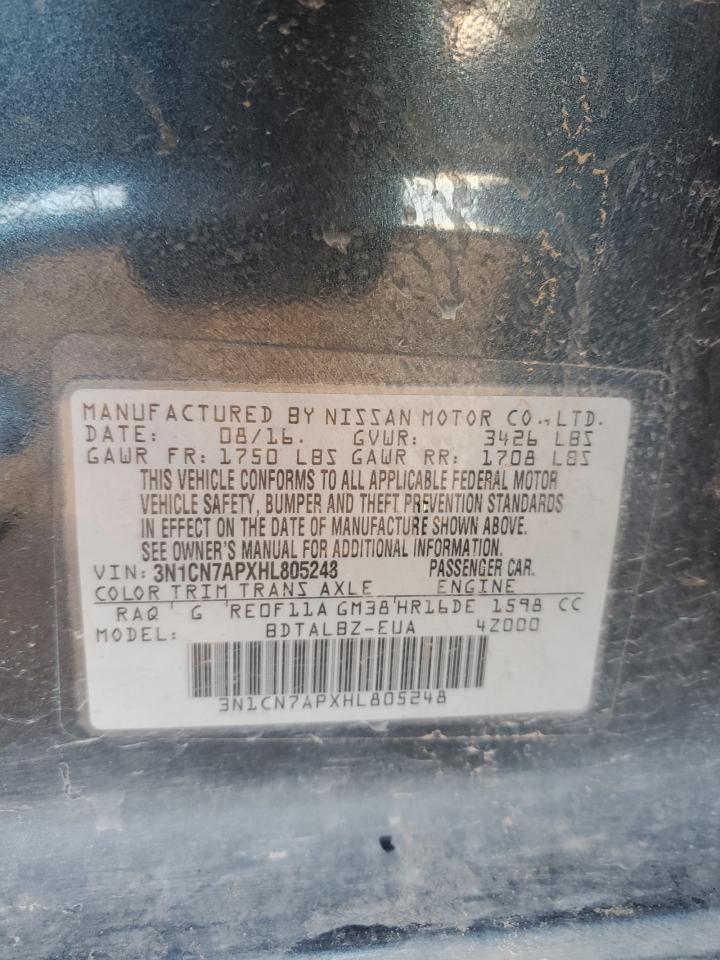 MANUFACTURED BY NISSAN MOTOR CO.,LTD.
DATE: 08/16. GVWR: 3426 LBS
GAWR FR: 1750 LBS GAWR RR: 1708 LBS
THIS VEHICLE CONFORMS TO ALL APPLICABLE FEDERAL MOTOR
VEHICLE SAFETY, BUMPER AND THEFT PREVENTION STANDARDS
IN EFFECT ON THE DATE OF MANUFACTURE SHOWN ABOVE.
SEE OWNER'S MANUAL FOR ADDITIONAL INFORMATION.
VIN: 3N1CN7APXHL805248 PASSENGER CAR.
COLOR TRIM TRANS AXLE ENGINE
RAQ G RE0F11A GM38 HR16DE 1598 CC
MODEL: BDTALBZ-EUA 4Z000
3N1CN7APXHL805248